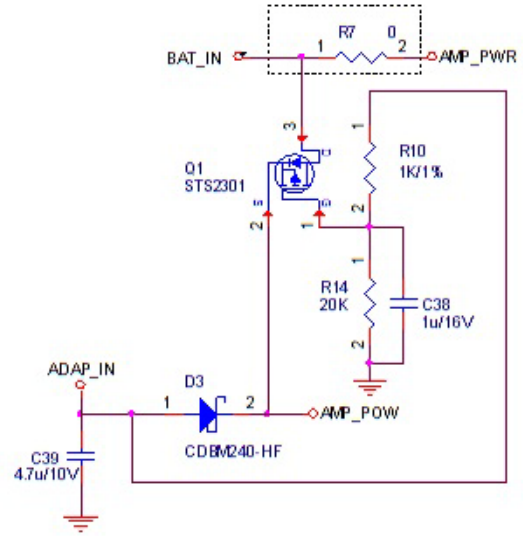 R7 0
BAT_IN 1 2 AMP_PWR
3
D
Q1
STS2301
S G
2 1
1
R10
1K/1%
2
1
R14
20K
2
C38
1u/16V
ADAP_IN
D3
1 2 AMP_POW
CDBM240-HF
C39
4.7u/10V